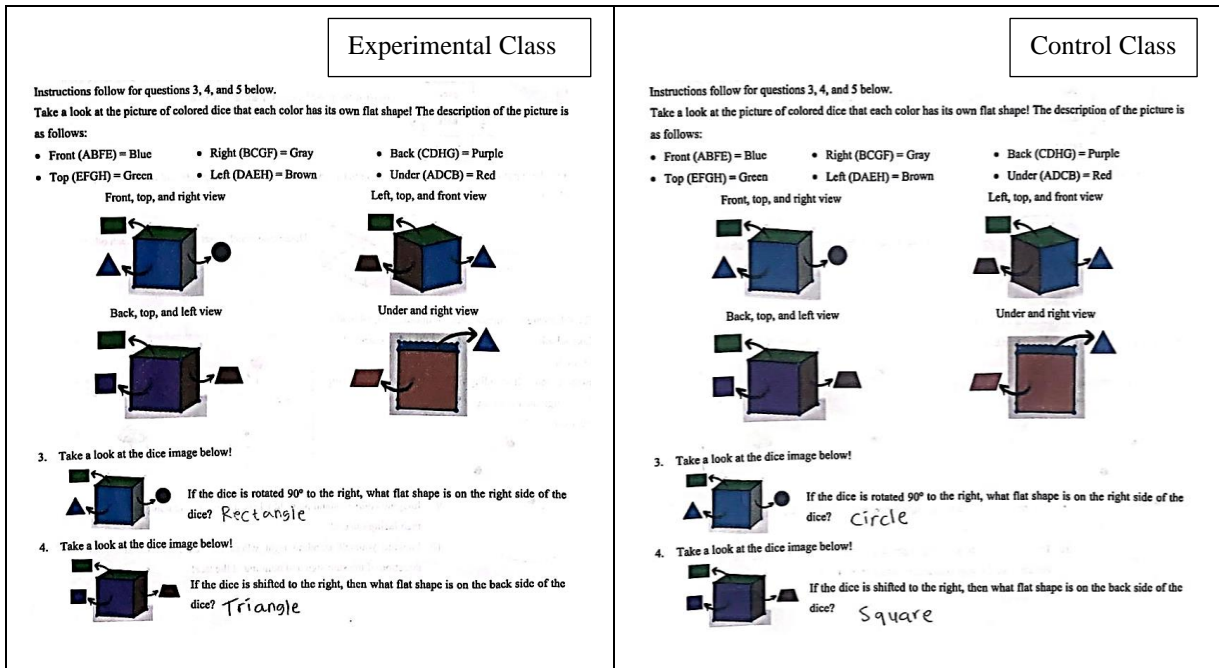 Experimental Class
Instructions follow for questions 3, 4, and 5 below.
Take a look at the picture of colored dice that each color has its own flat shape! The description of the picture is
as follows:
• Front (ABFE) = Blue • Right (BCGF) = Gray • Back (CDHG) = Purple
• Top (EFGH) = Green • Left (DAEH) = Brown • Under (ADCB) = Red
Front, top, and right view Left, top, and front view
Back, top, and left view Under and right view
3. Take a look at the dice image below!
If the dice is rotated 90° to the right, what flat shape is on the right side of the
dice? Rectangle
4. Take a look at the dice image below!
If the dice is shifted to the right, then what flat shape is on the back side of the
dice? Triangle
Control Class
Instructions follow for questions 3, 4, and 5 below.
Take a look at the picture of colored dice that each color has its own flat shape! The description of the picture is
as follows:
• Front (ABFE) = Blue • Right (BCGF) = Gray • Back (CDHG) = Purple
• Top (EFGH) = Green • Left (DAEH) = Brown • Under (ADCB) = Red
Front, top, and right view Left, top, and front view
Back, top, and left view Under and right view
3. Take a look at the dice image below!
If the dice is rotated 90° to the right, what flat shape is on the right side of the
dice? Circle
4. Take a look at the dice image below!
If the dice is shifted to the right, then what flat shape is on the back side of the
dice? Square